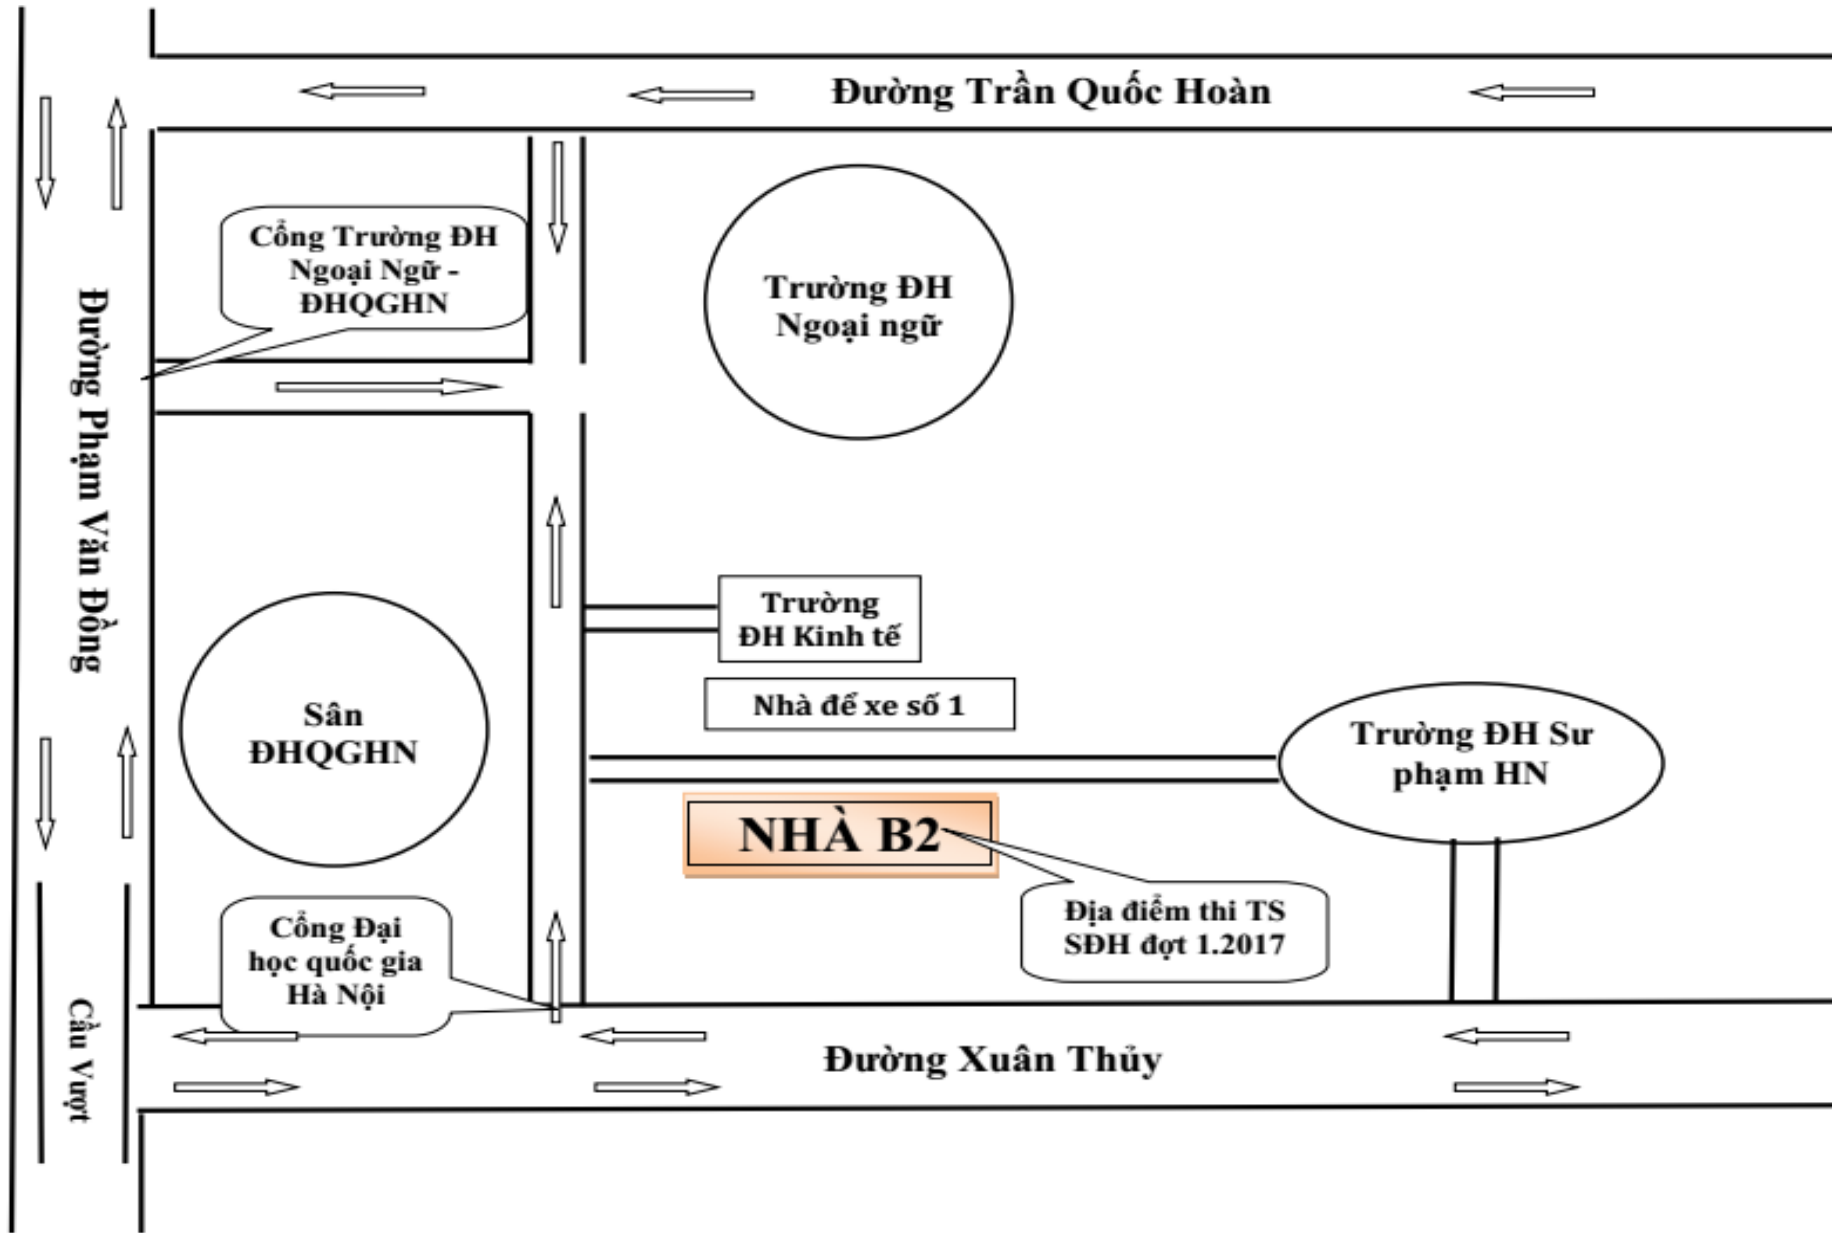 Đường Trần Quốc Hoàn
Cổng Trường ĐH
Ngoại Ngữ -
ĐHQGHN
Trường ĐH
Ngoại ngữ
Đường Phạm Văn Đồng
Trường
ĐH Kinh tế
Nhà để xe số 1
Sân
ĐHQGHN
Trường ĐH Sư
phạm HN
NHÀ B2
Địa điểm thi TS
SĐH đợt 1.2017
Cổng Đại
học quốc gia
Hà Nội
Cầu Vượt
Đường Xuân Thủy